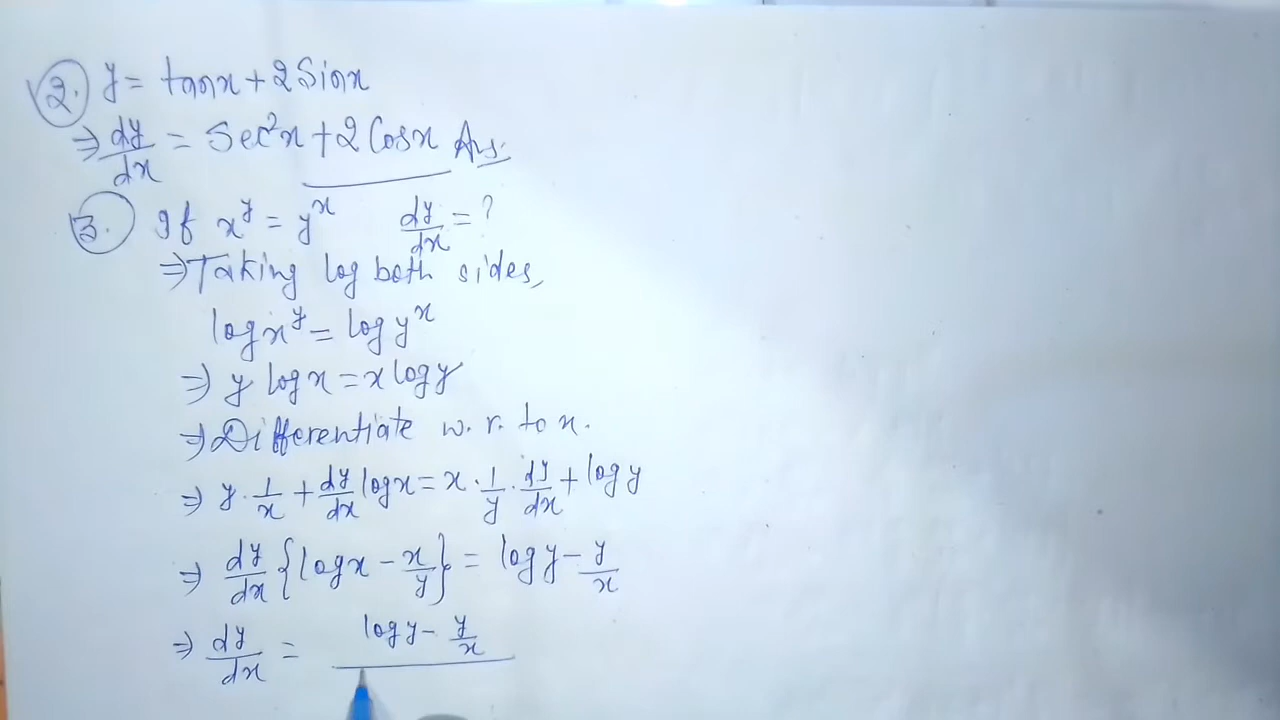 2. y = tanx + 2 Sinx
⇒ dy/dx = Sec²x + 2 Cosx Ans.
3. If x^y = y^x dy/dx = ?
⇒ Taking log both sides,
log x^y = log y^x
⇒ y log x = x log y
⇒ Differentiate w. r. to x.
⇒ y · 1/x + dy/dx log x = x · 1/y · dy/dx + log y
⇒ dy/dx {log x − x/y} = log y − y/x
⇒ dy/dx = log y − y/x